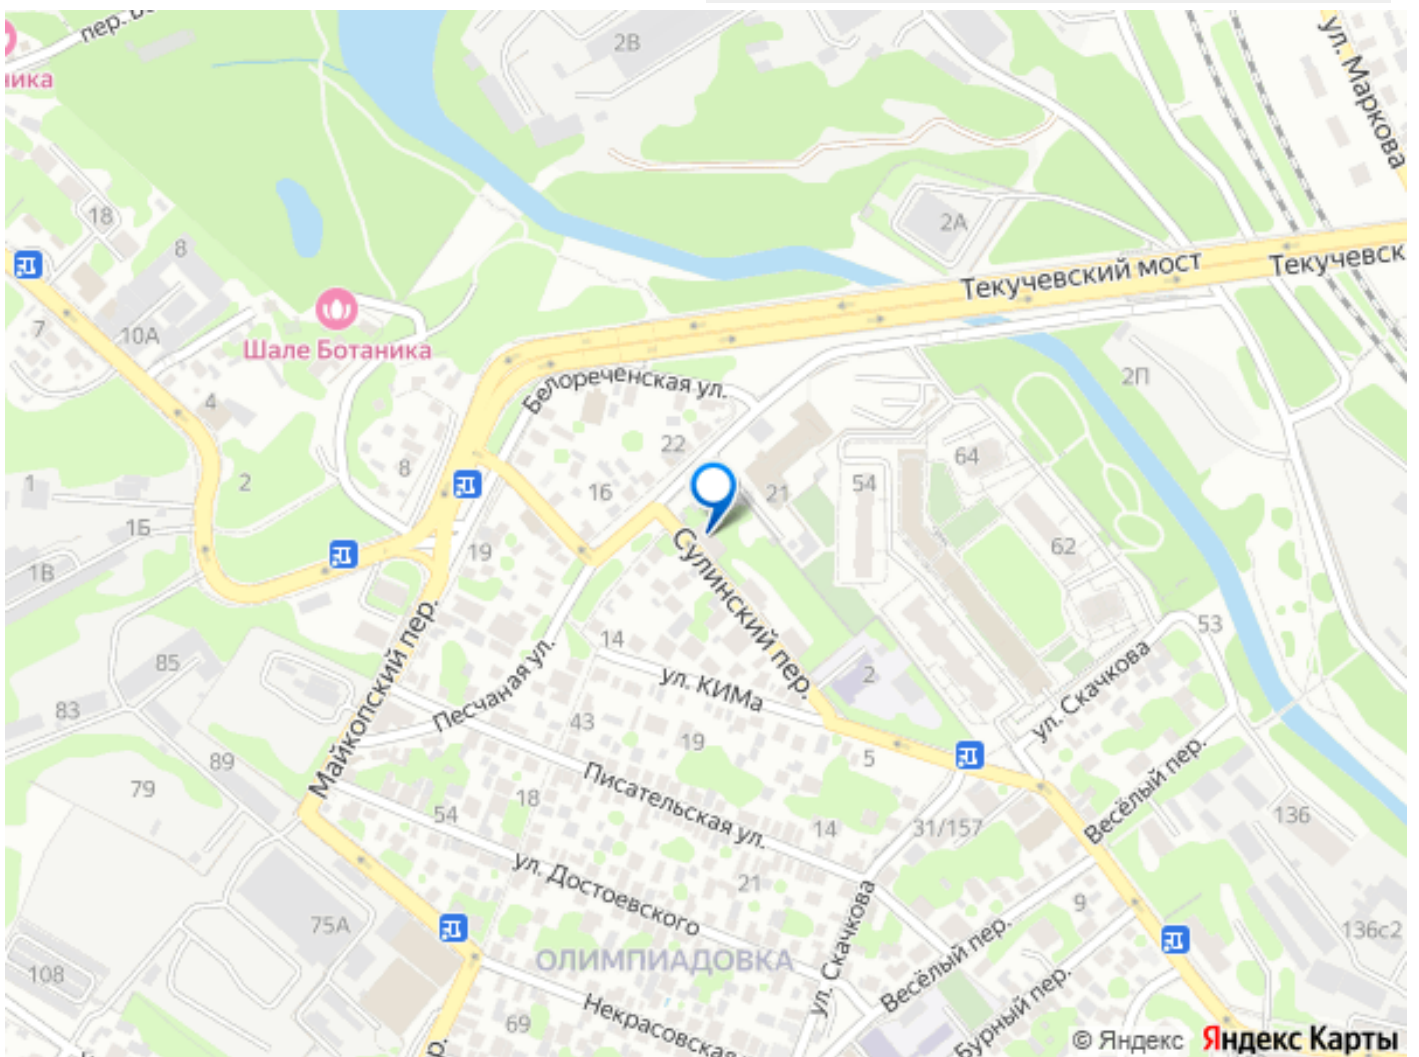 пер.
2В
ул. Маркова
ника
18
8
2А
Текучевский мост
Текучевск
7
10А
Шале Ботаника
Белореченская ул.
2П
4
22
8
64
1
2
16
21
54
1Б
19
62
1В
Сулинский пер.
53
14
85
2
ул. КИМа
ул. Скачкова
Майкопский пер.
Песчаная ул.
83
43
19
5
89
79
Писательская ул.
Весёлый пер.
18
54
14
31/157
136
ул. Достоевского
21
9
75А
ул. Скачкова
Весёлый пер.
136с2
ОЛИМПИАДОВКА
108
Некрасовская
69
Бурный пер.
р.
© Яндекс Яндекс Карты